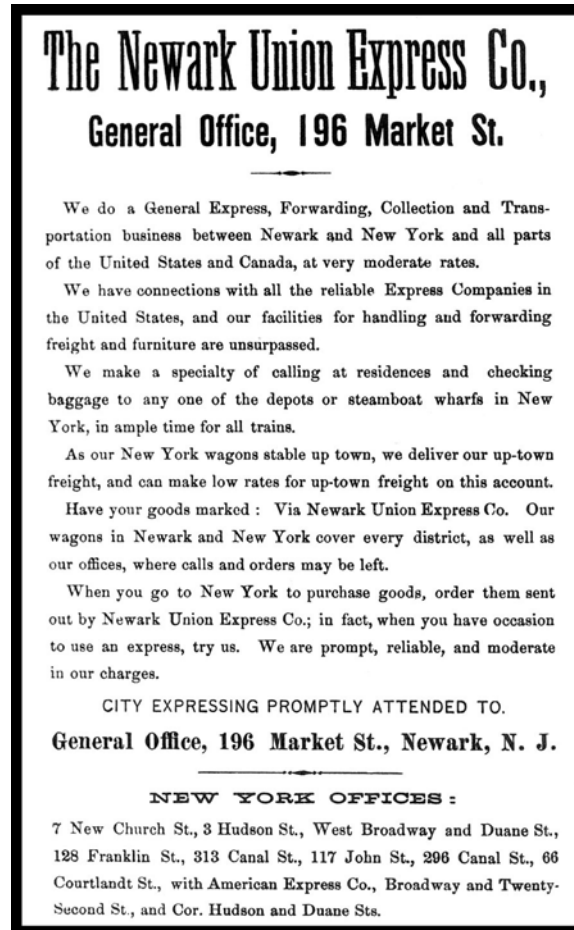 The Newark Union Express Co.,
General Office, 196 Market St.
We do a General Express, Forwarding, Collection and Trans-
portation business between Newark and New York and all parts
of the United States and Canada, at very moderate rates.
We have connections with all the reliable Express Companies in
the United States, and our facilities for handling and forwarding
freight and furniture are unsurpassed.
We make a specialty of calling at residences and checking
baggage to any one of the depots or steamboat wharfs in New
York, in ample time for all trains.
As our New York wagons stable up town, we deliver our up-town
freight, and can make low rates for up-town freight on this account.
Have your goods marked : Via Newark Union Express Co. Our
wagons in Newark and New York cover every district, as well as
our offices, where calls and orders may be left.
When you go to New York to purchase goods, order them sent
out by Newark Union Express Co.; in fact, when you have occasion
to use an express, try us. We are prompt, reliable, and moderate
in our charges.
CITY EXPRESSING PROMPTLY ATTENDED TO.
General Office, 196 Market St., Newark, N. J.
NEW YORK OFFICES :
7 New Church St., 3 Hudson St., West Broadway and Duane St.,
128 Franklin St., 313 Canal St., 117 John St., 296 Canal St., 66
Courtlandt St., with American Express Co., Broadway and Twenty-
Second St., and Cor. Hudson and Duane Sts.